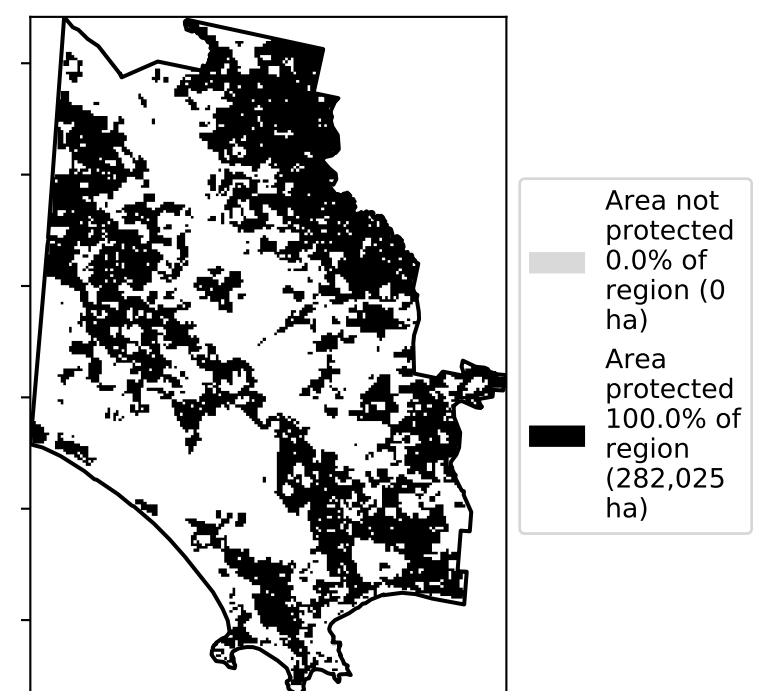 Area not
protected
0.0% of
region (0
ha)
Area
protected
100.0% of
region
(282,025
ha)